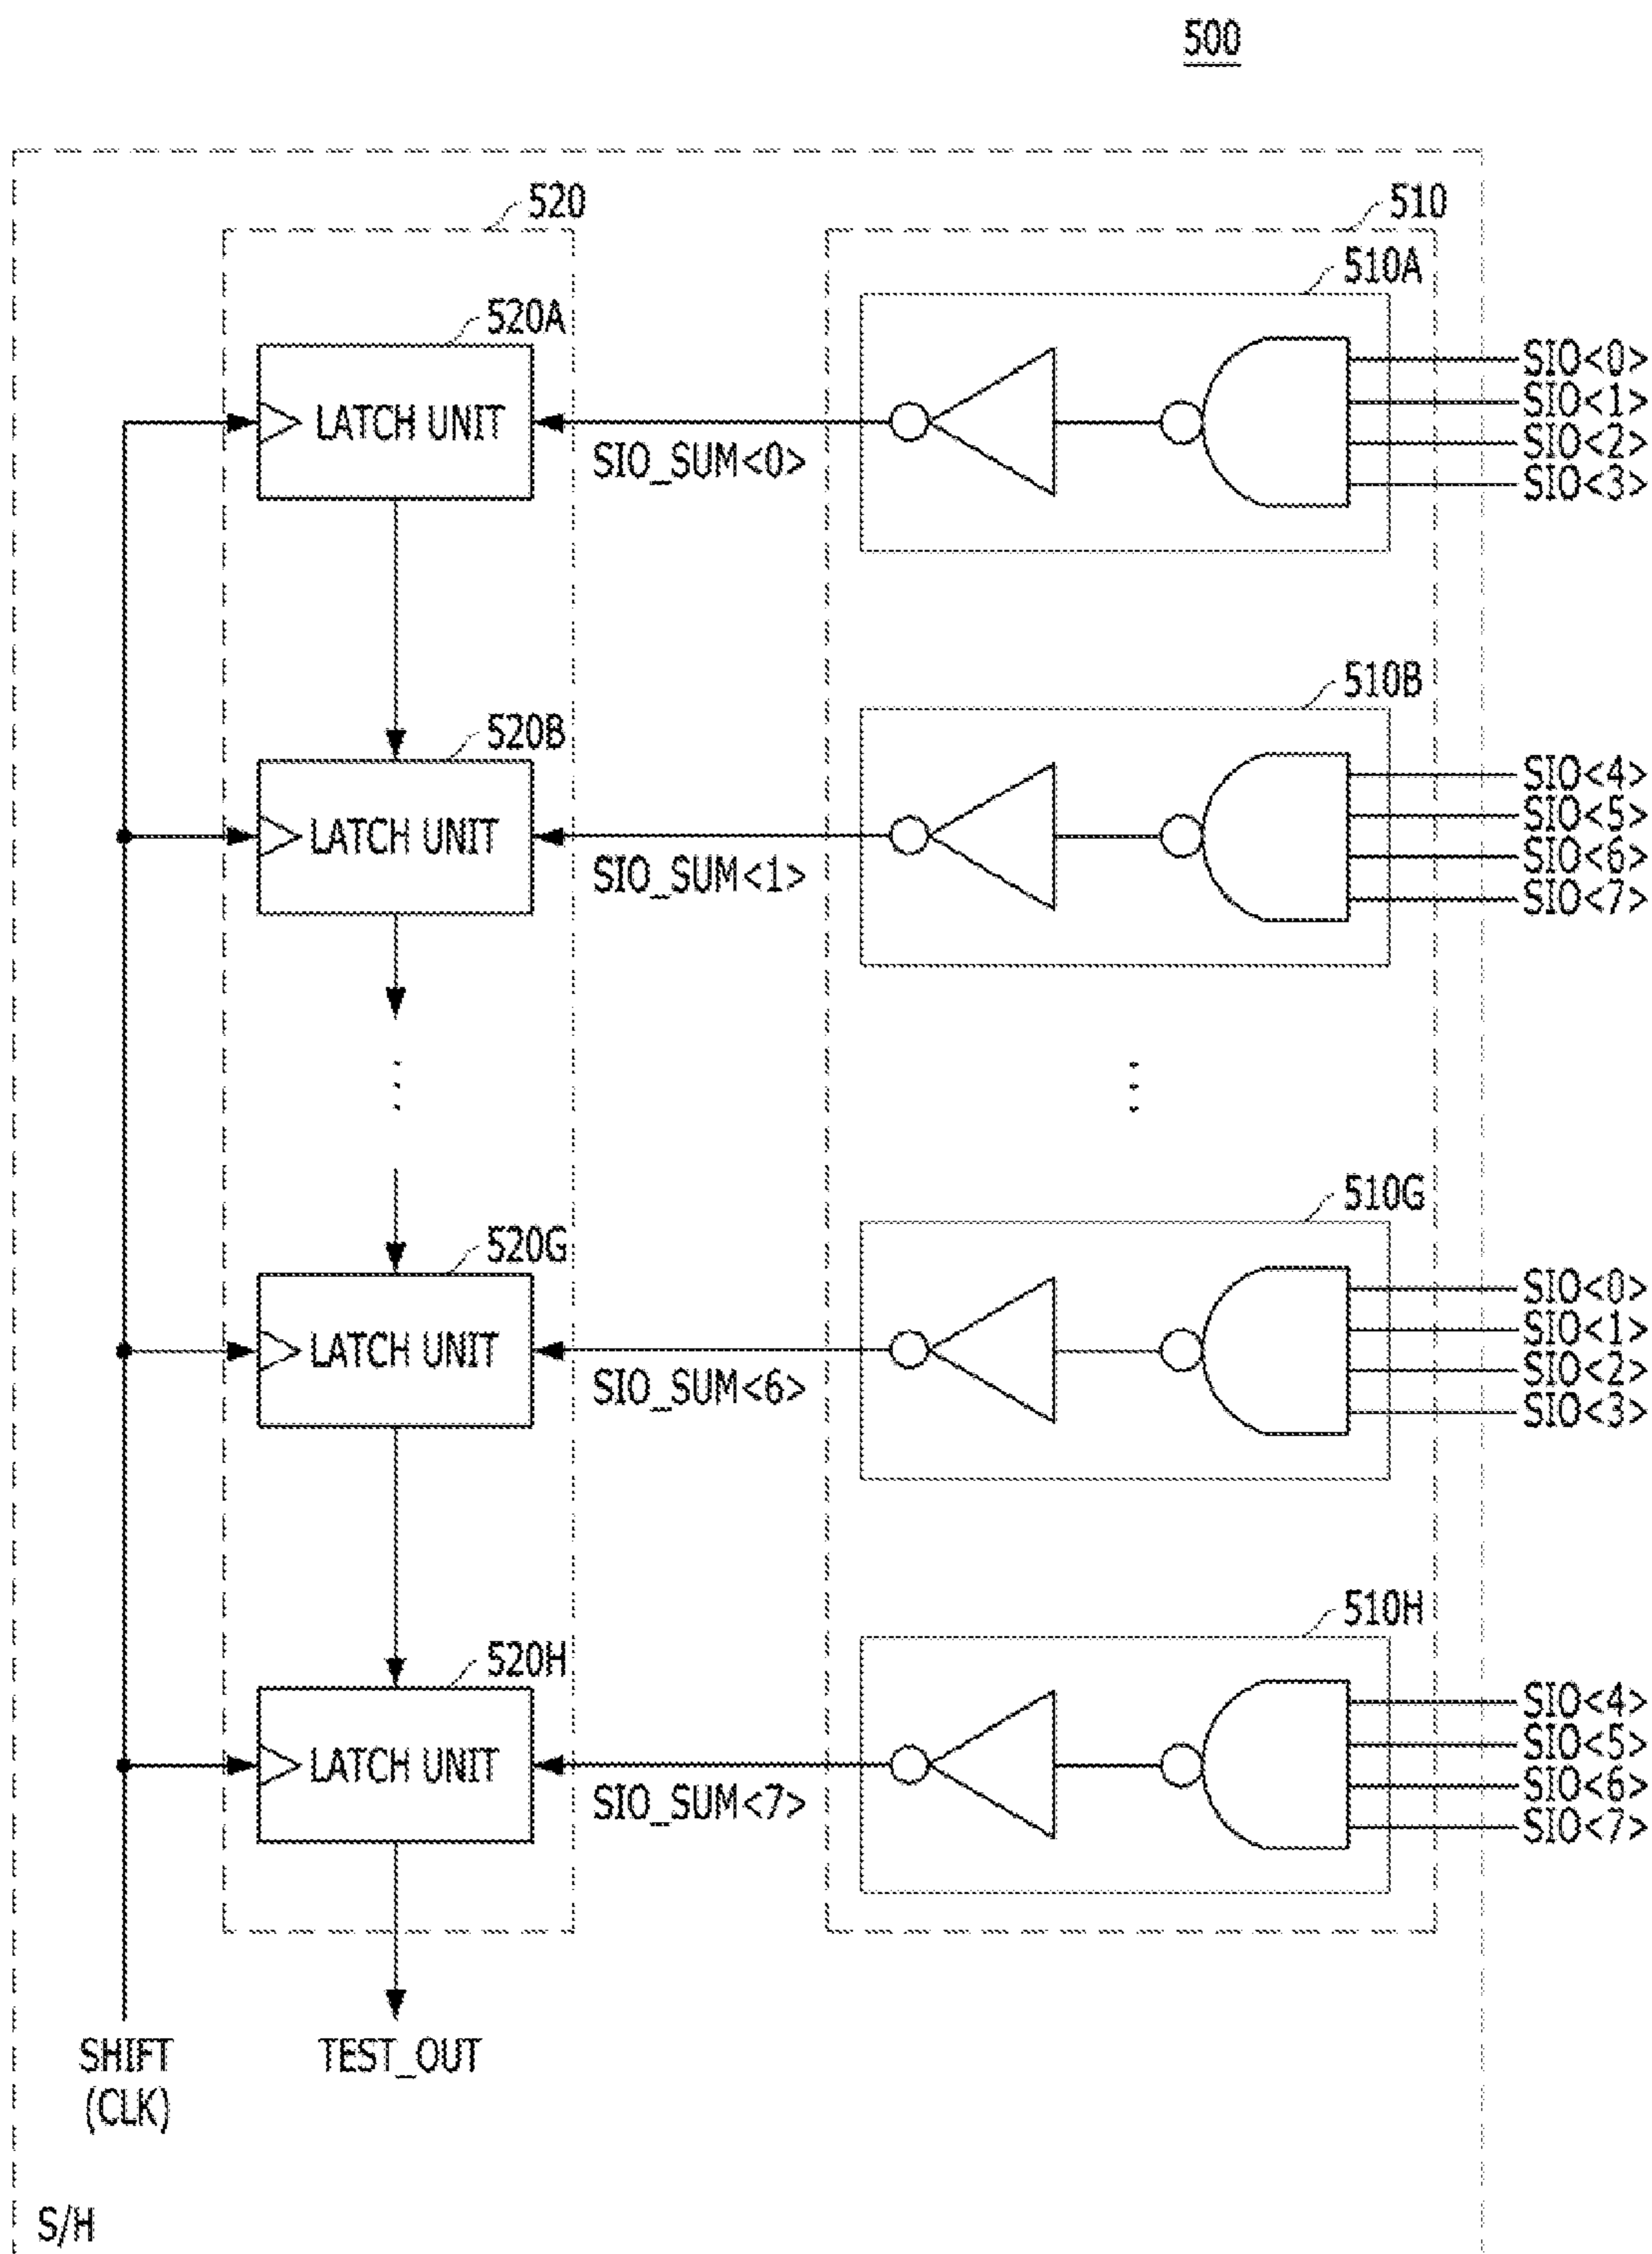 500
520
510
510A
520A
SIO<0>
SIO<1>
SIO<2>
SIO<3>
LATCH UNIT
SIO_SUM<0>
510B
520B
SIO<4>
SIO<5>
SIO<6>
SIO<7>
LATCH UNIT
SIO_SUM<1>
510G
520G
SIO<0>
SIO<1>
SIO<2>
SIO<3>
LATCH UNIT
SIO_SUM<6>
510H
520H
SIO<4>
SIO<5>
SIO<6>
SIO<7>
LATCH UNIT
SIO_SUM<7>
SHIFT
(CLK)
TEST_OUT
S/H